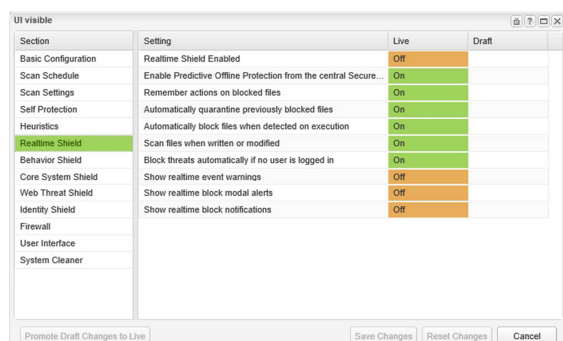 UI visible
Section
Setting
Live
Draft
Basic Configuration
Realtime Shield Enabled
Off
Scan Schedule
Enable Predictive Offline Protection from the central Secure...
On
Scan Settings
Remember actions on blocked files
On
Self Protection
Automatically quarantine previously blocked files
On
Heuristics
Automatically block files when detected on execution
On
Realtime Shield
Scan files when written or modified
On
Behavior Shield
Block threats automatically if no user is logged in
On
Core System Shield
Show realtime event warnings
Off
Web Threat Shield
Show realtime block modal alerts
Off
Identity Shield
Show realtime block notifications
Off
Firewall
User Interface
System Cleaner
Promote Draft Changes to Live
Save Changes
Reset Changes
Cancel